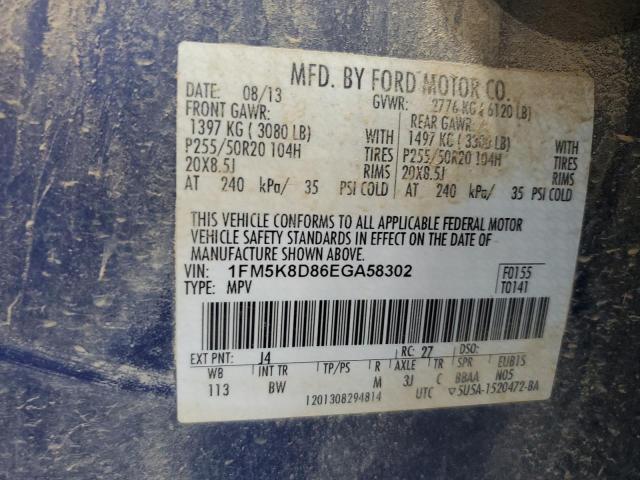 MFD. BY FORD MOTOR CO.
DATE: 08/13 GVWR: 2776 KG ( 6120 LB)
FRONT GAWR: REAR GAWR:
1397 KG ( 3080 LB) WITH 1497 KG ( 3300 LB) WITH
P255/50R20 104H TIRES P255/50R20 104H TIRES
20X8.5J RIMS 20X8.5J RIMS
AT 240 kPa/ 35 PSI COLD AT 240 kPa/ 35 PSI COLD
THIS VEHICLE CONFORMS TO ALL APPLICABLE FEDERAL MOTOR
VEHICLE SAFETY STANDARDS IN EFFECT ON THE DATE OF
MANUFACTURE SHOWN ABOVE.
VIN: 1FM5K8D86EGA58302 F0155
TYPE: MPV T0141
EXT PNT: J4 RC: 27 DSO:
WB INT TR TP/PS R AXLE TR SPR EUB1S
113 BW M 3J C BBAA N05
1201308294814 UTC ▽5USA-1520472-BA